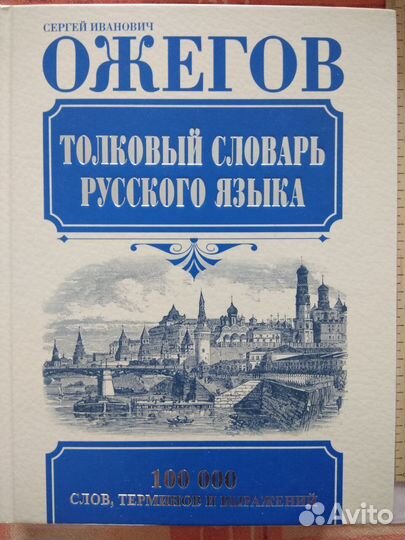 СЕРГЕЙ ИВАНОВИЧ
ОЖЕГОВ
ТОЛКОВЫЙ СЛОВАРЬ
РУССКОГО ЯЗЫКА
100 000
СЛОВ, ТЕРМИНОВ И ВЫРАЖЕНИЙ
Avito